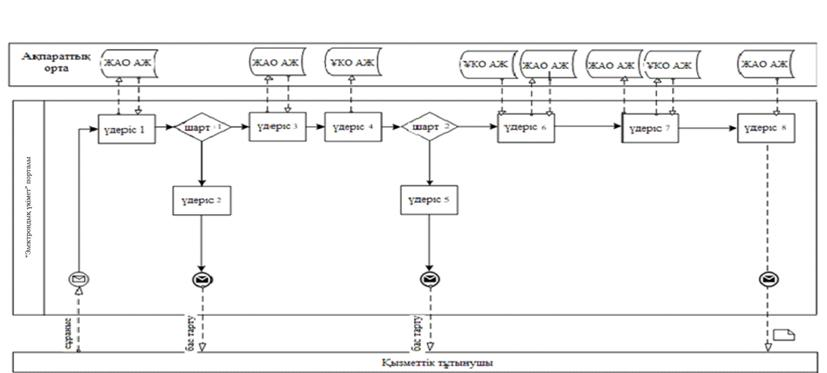 Ақпараттық
орта
ЖАО АЖ
ЖАО АЖ
ҰКО АЖ
ҰКО АЖ
ЖАО АЖ
ЖАО АЖ
ҰКО АЖ
ЖАО АЖ
"Электрондық үкімет" порталы
үдеріс 1
шарт 1
үдеріс 3
үдеріс 4
шарт 2
үдеріс 6
үдеріс 7
үдеріс 8
үдеріс 2
үдеріс 5
сұраныс
бас тарту
бас тарту
Қызметтік тұтынушы